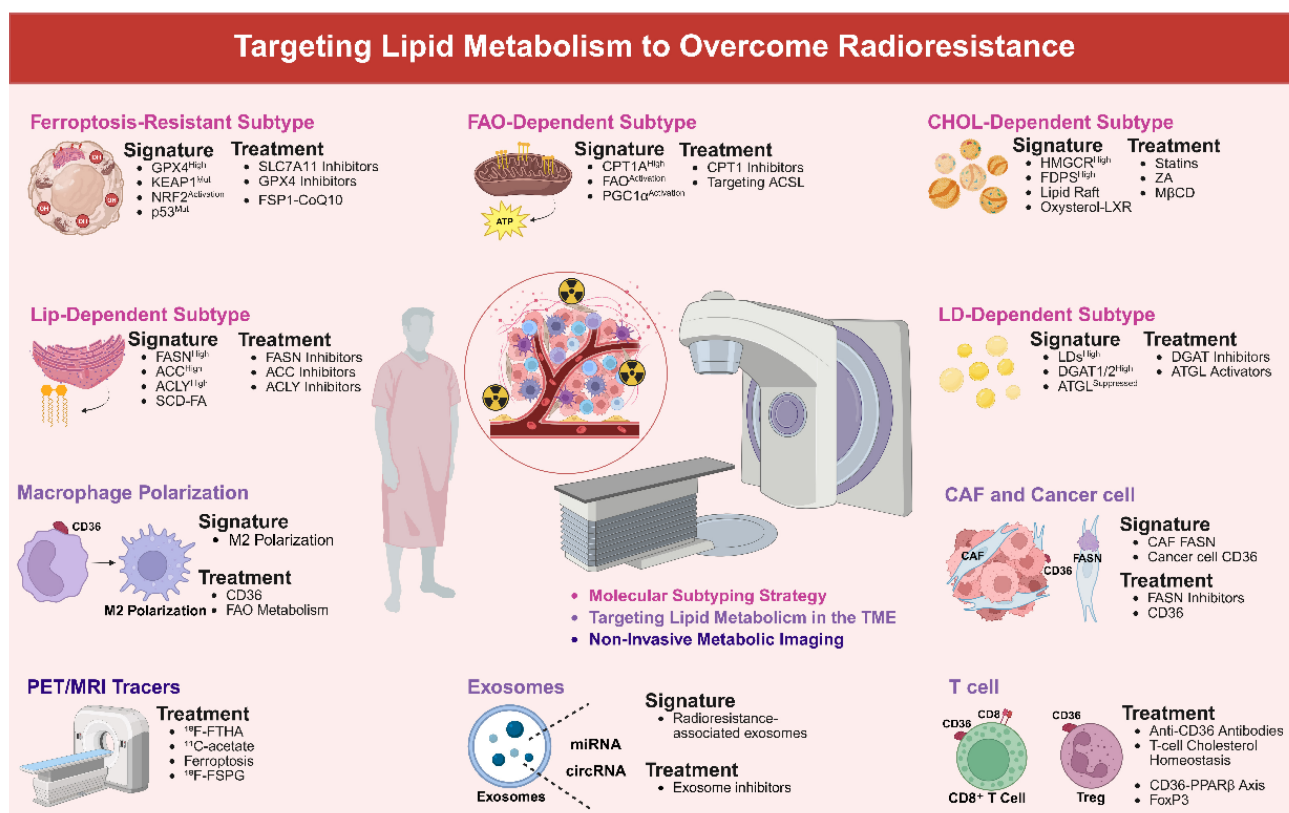 Targeting Lipid Metabolism to Overcome Radioresistance
Ferroptosis-Resistant Subtype
OH
OH
OH
OH
OH
Signature
• GPX4High
• KEAP1Mut
• NRF2Activation
• p53Mut
Treatment
• SLC7A11 Inhibitors
• GPX4 Inhibitors
• FSP1-CoQ10
FAO-Dependent Subtype
ATP
Signature
• CPT1AHigh
• FAOActivation
• PGC1αActivation
Treatment
• CPT1 Inhibitors
• Targeting ACSL
CHOL-Dependent Subtype
Signature
• HMGCRHigh
• FDPSHigh
• Lipid Raft
• Oxysterol-LXR
Treatment
• Statins
• ZA
• MβCD
Lip-Dependent Subtype
Signature
• FASNHigh
• ACCHigh
• ACLYHigh
• SCD-FA
Treatment
• FASN Inhibitors
• ACC Inhibitors
• ACLY Inhibitors
LD-Dependent Subtype
Signature
• LDsHigh
• DGAT1/2High
• ATGLSuppressed
Treatment
• DGAT Inhibitors
• ATGL Activators
Macrophage Polarization
CD36
M2 Polarization
Signature
• M2 Polarization
Treatment
• CD36
• FAO Metabolism
• Molecular Subtyping Strategy
• Targeting Lipid Metabolicm in the TME
• Non-Invasive Metabolic Imaging
CAF and Cancer cell
CAF
CD36
FASN
Signature
• CAF FASN
• Cancer cell CD36
Treatment
• FASN Inhibitors
• CD36
PET/MRI Tracers
Treatment
• ¹⁸F-FTHA
• ¹¹C-acetate
• Ferroptosis
• ¹⁸F-FSPG
Exosomes
miRNA
circRNA
Exosomes
Signature
• Radioresistance-
associated exosomes
Treatment
• Exosome inhibitors
T cell
CD36
CD8
CD8⁺ T Cell
CD36
Treg
Treatment
• Anti-CD36 Antibodies
• T-cell Cholesterol
Homeostasis
• CD36-PPARβ Axis
• FoxP3